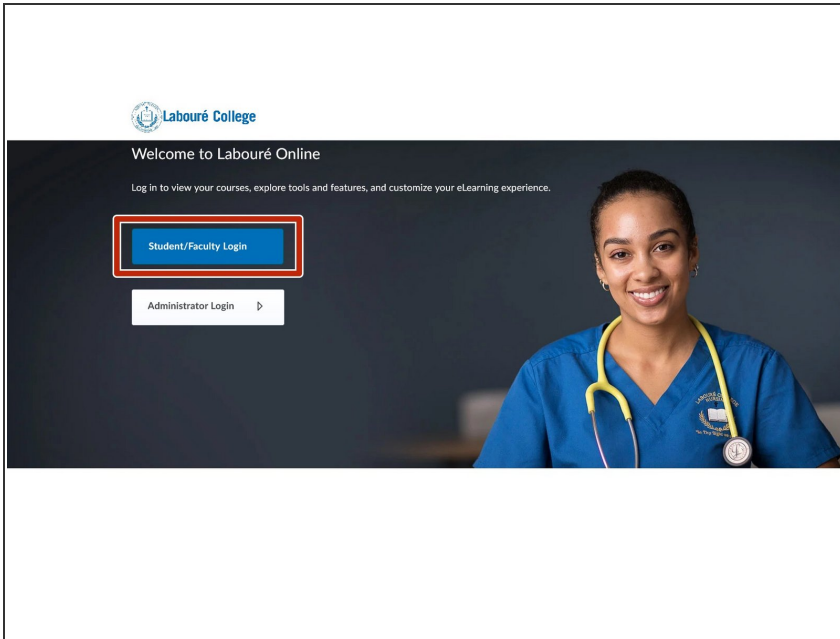 Labouré College
Welcome to Labouré Online
Log in to view your courses, explore tools and features, and customize your eLearning experience.
Student/Faculty Login
Administrator Login